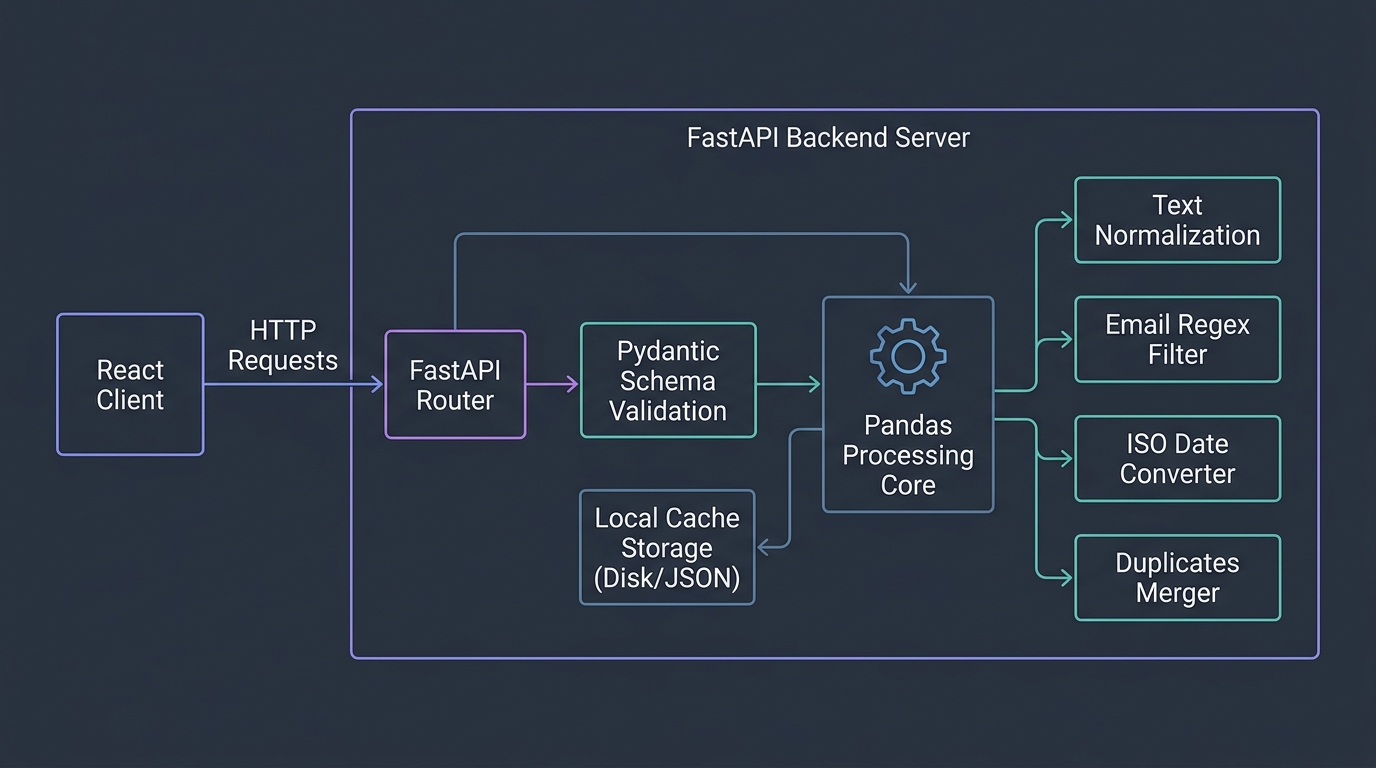 FastAPI Backend Server
React
Client
HTTP
Requests
FastAPI
Router
Pydantic
Schema
Validation
Local Cache
Storage
(Disk/JSON)
Pandas
Processing
Core
Text
Normalization
Email Regex
Filter
ISO Date
Converter
Duplicates
Merger